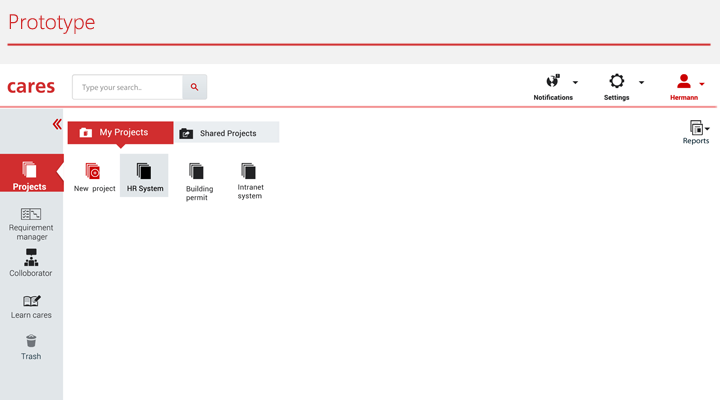 Prototype
cares
Type your search..
Notifications
Settings
Hermann
My Projects
Shared Projects
Reports
New project
HR System
Building
permit
Intranet
system
Projects
Requirement
manager
Colloborator
Learn cares
Trash